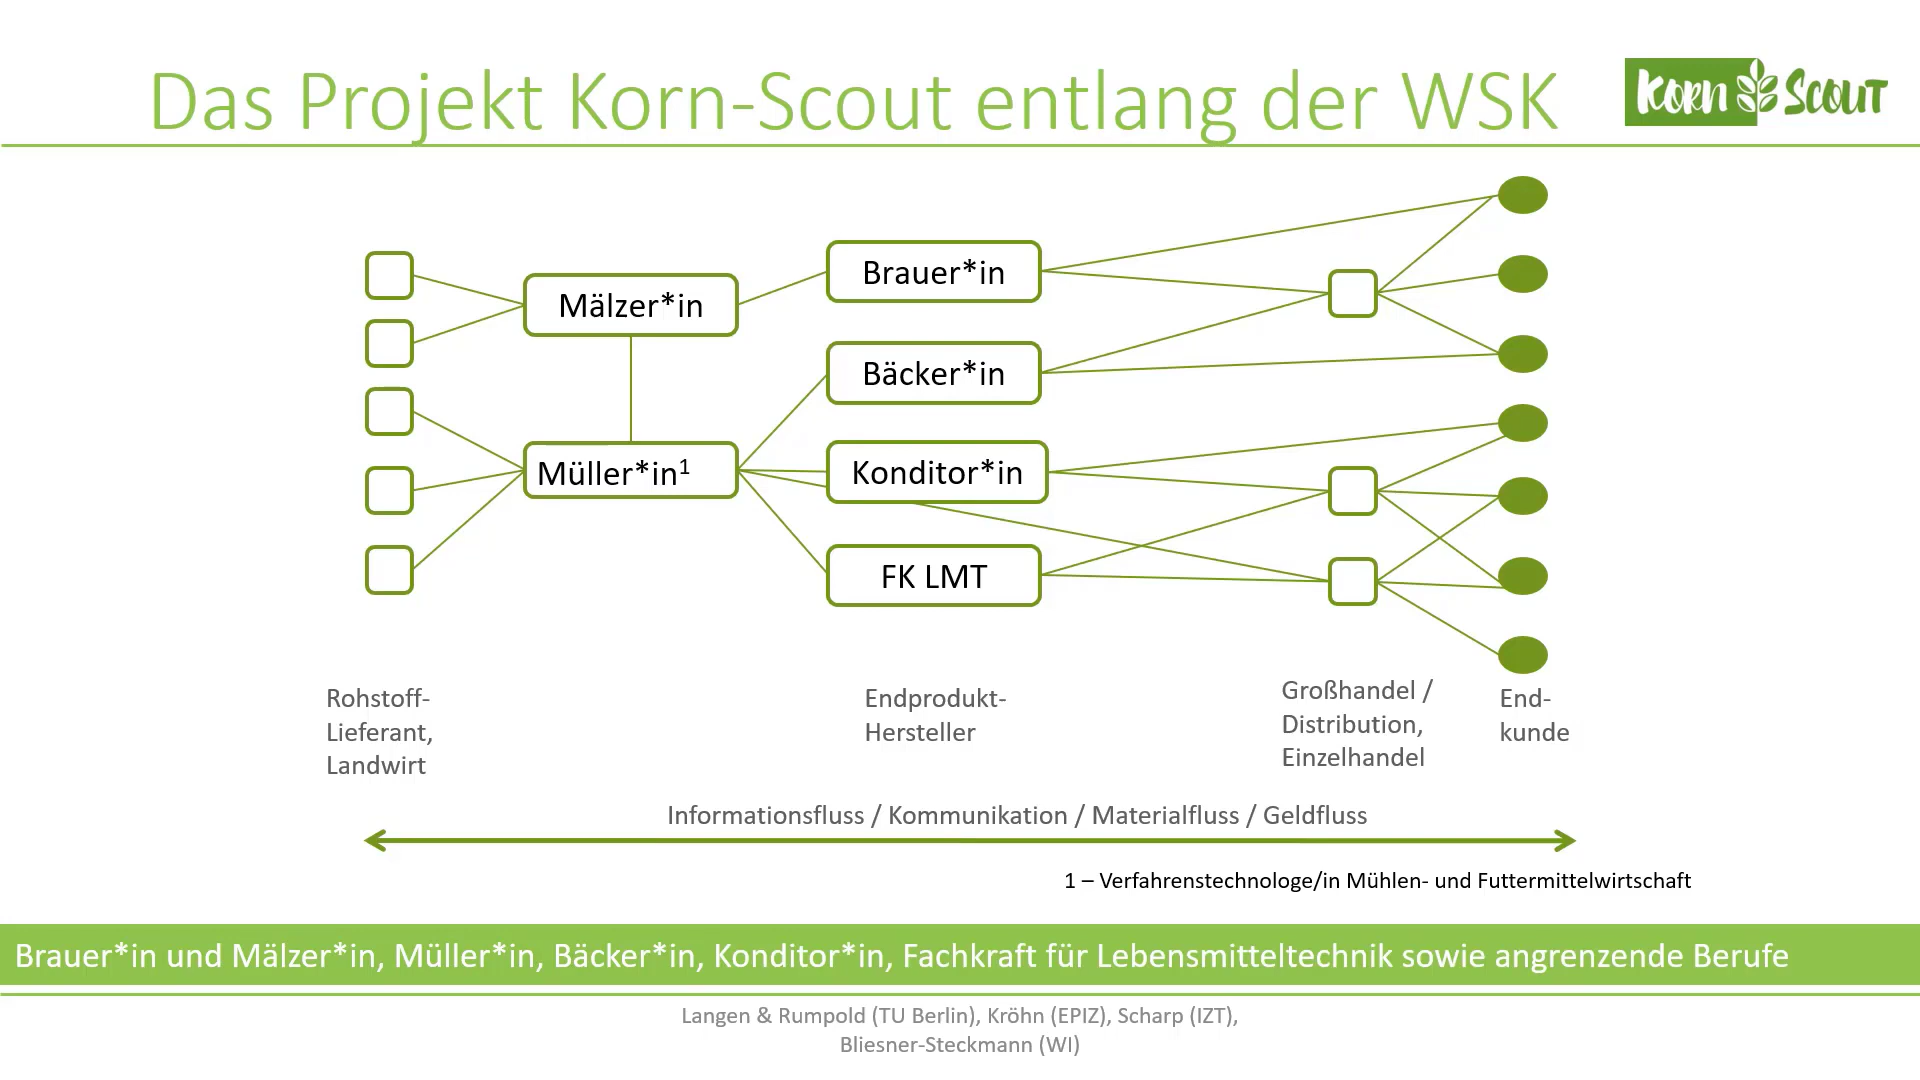 Das Projekt Korn-Scout entlang der WSK
Korn Scout
Mälzer*in
Müller*in¹
Brauer*in
Bäcker*in
Konditor*in
FK LMT
Rohstoff-
Lieferant,
Landwirt
Endprodukt-
Hersteller
Großhandel /
Distribution,
Einzelhandel
End-
kunde
Informationsfluss / Kommunikation / Materialfluss / Geldfluss
1 – Verfahrenstechnologe/in Mühlen- und Futtermittelwirtschaft
Brauer*in und Mälzer*in, Müller*in, Bäcker*in, Konditor*in, Fachkraft für Lebensmitteltechnik sowie angrenzende Berufe
Langen & Rumpold (TU Berlin), Kröhn (EPIZ), Scharp (IZT),
Bliesner-Steckmann (WI)